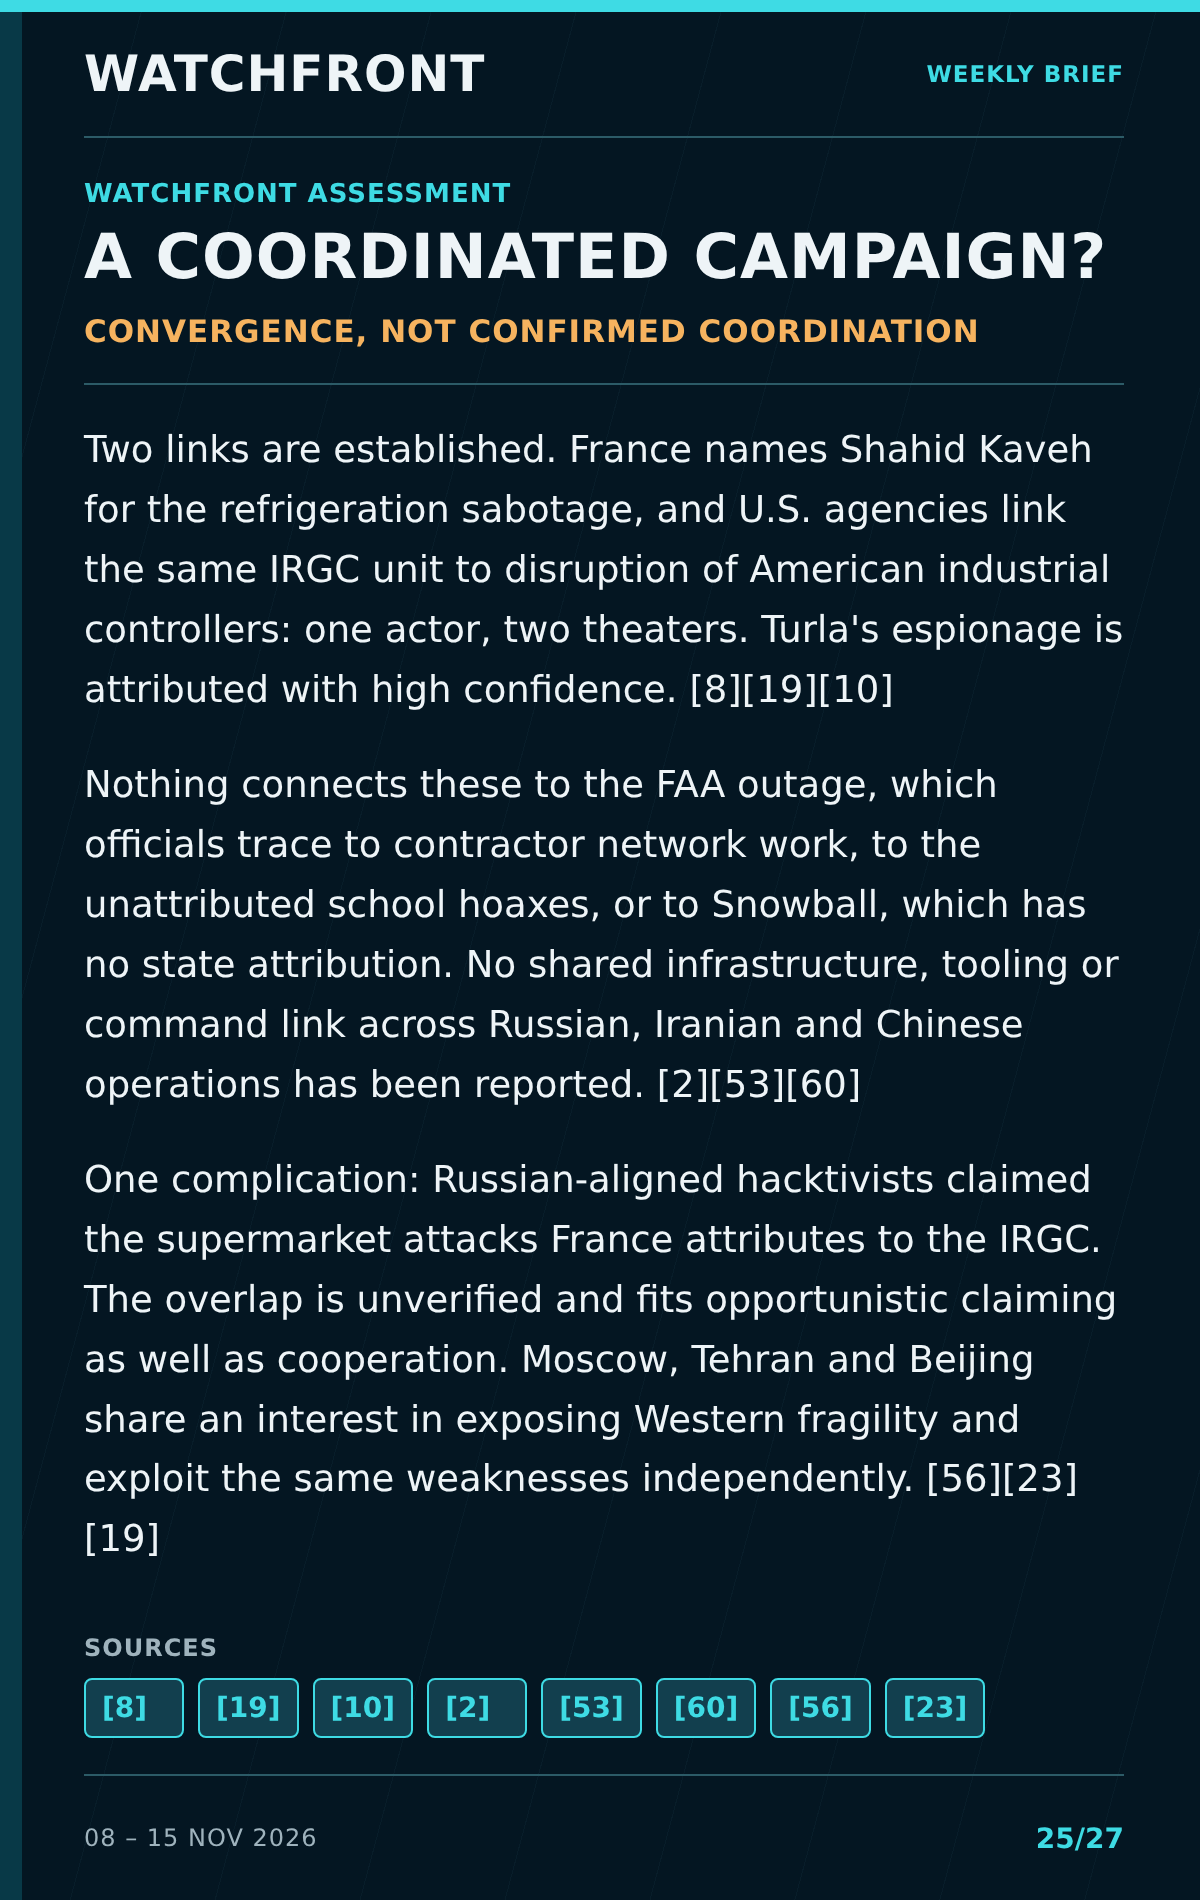 WATCHFRONT
WEEKLY BRIEF
WATCHFRONT ASSESSMENT
A COORDINATED CAMPAIGN?
CONVERGENCE, NOT CONFIRMED COORDINATION
Two links are established. France names Shahid Kaveh
for the refrigeration sabotage, and U.S. agencies link
the same IRGC unit to disruption of American industrial
controllers: one actor, two theaters. Turla's espionage is
attributed with high confidence. [8][19][10]
Nothing connects these to the FAA outage, which
officials trace to contractor network work, to the
unattributed school hoaxes, or to Snowball, which has
no state attribution. No shared infrastructure, tooling or
command link across Russian, Iranian and Chinese
operations has been reported. [2][53][60]
One complication: Russian-aligned hacktivists claimed
the supermarket attacks France attributes to the IRGC.
The overlap is unverified and fits opportunistic claiming
as well as cooperation. Moscow, Tehran and Beijing
share an interest in exposing Western fragility and
exploit the same weaknesses independently. [56][23]
[19]
SOURCES
[8] [19] [10] [2] [53] [60] [56] [23]
08 – 15 NOV 2026
25/27